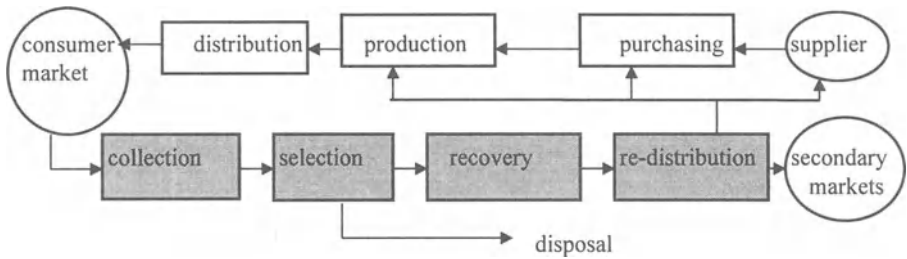 consumer
market
distribution
production
purchasing
supplier
collection
selection
recovery
re-distribution
secondary
markets
disposal